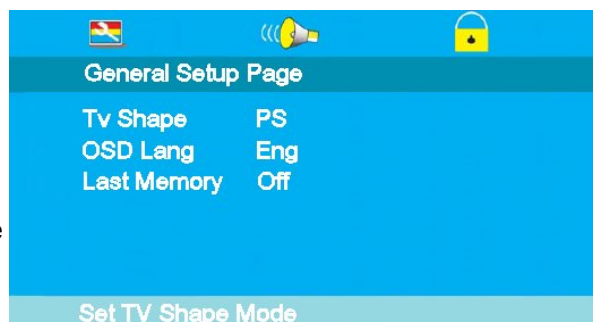 General Setup Page
Tv Shape PS
OSD Lang Eng
Last Memory Off
e
Set TV Shape Mode